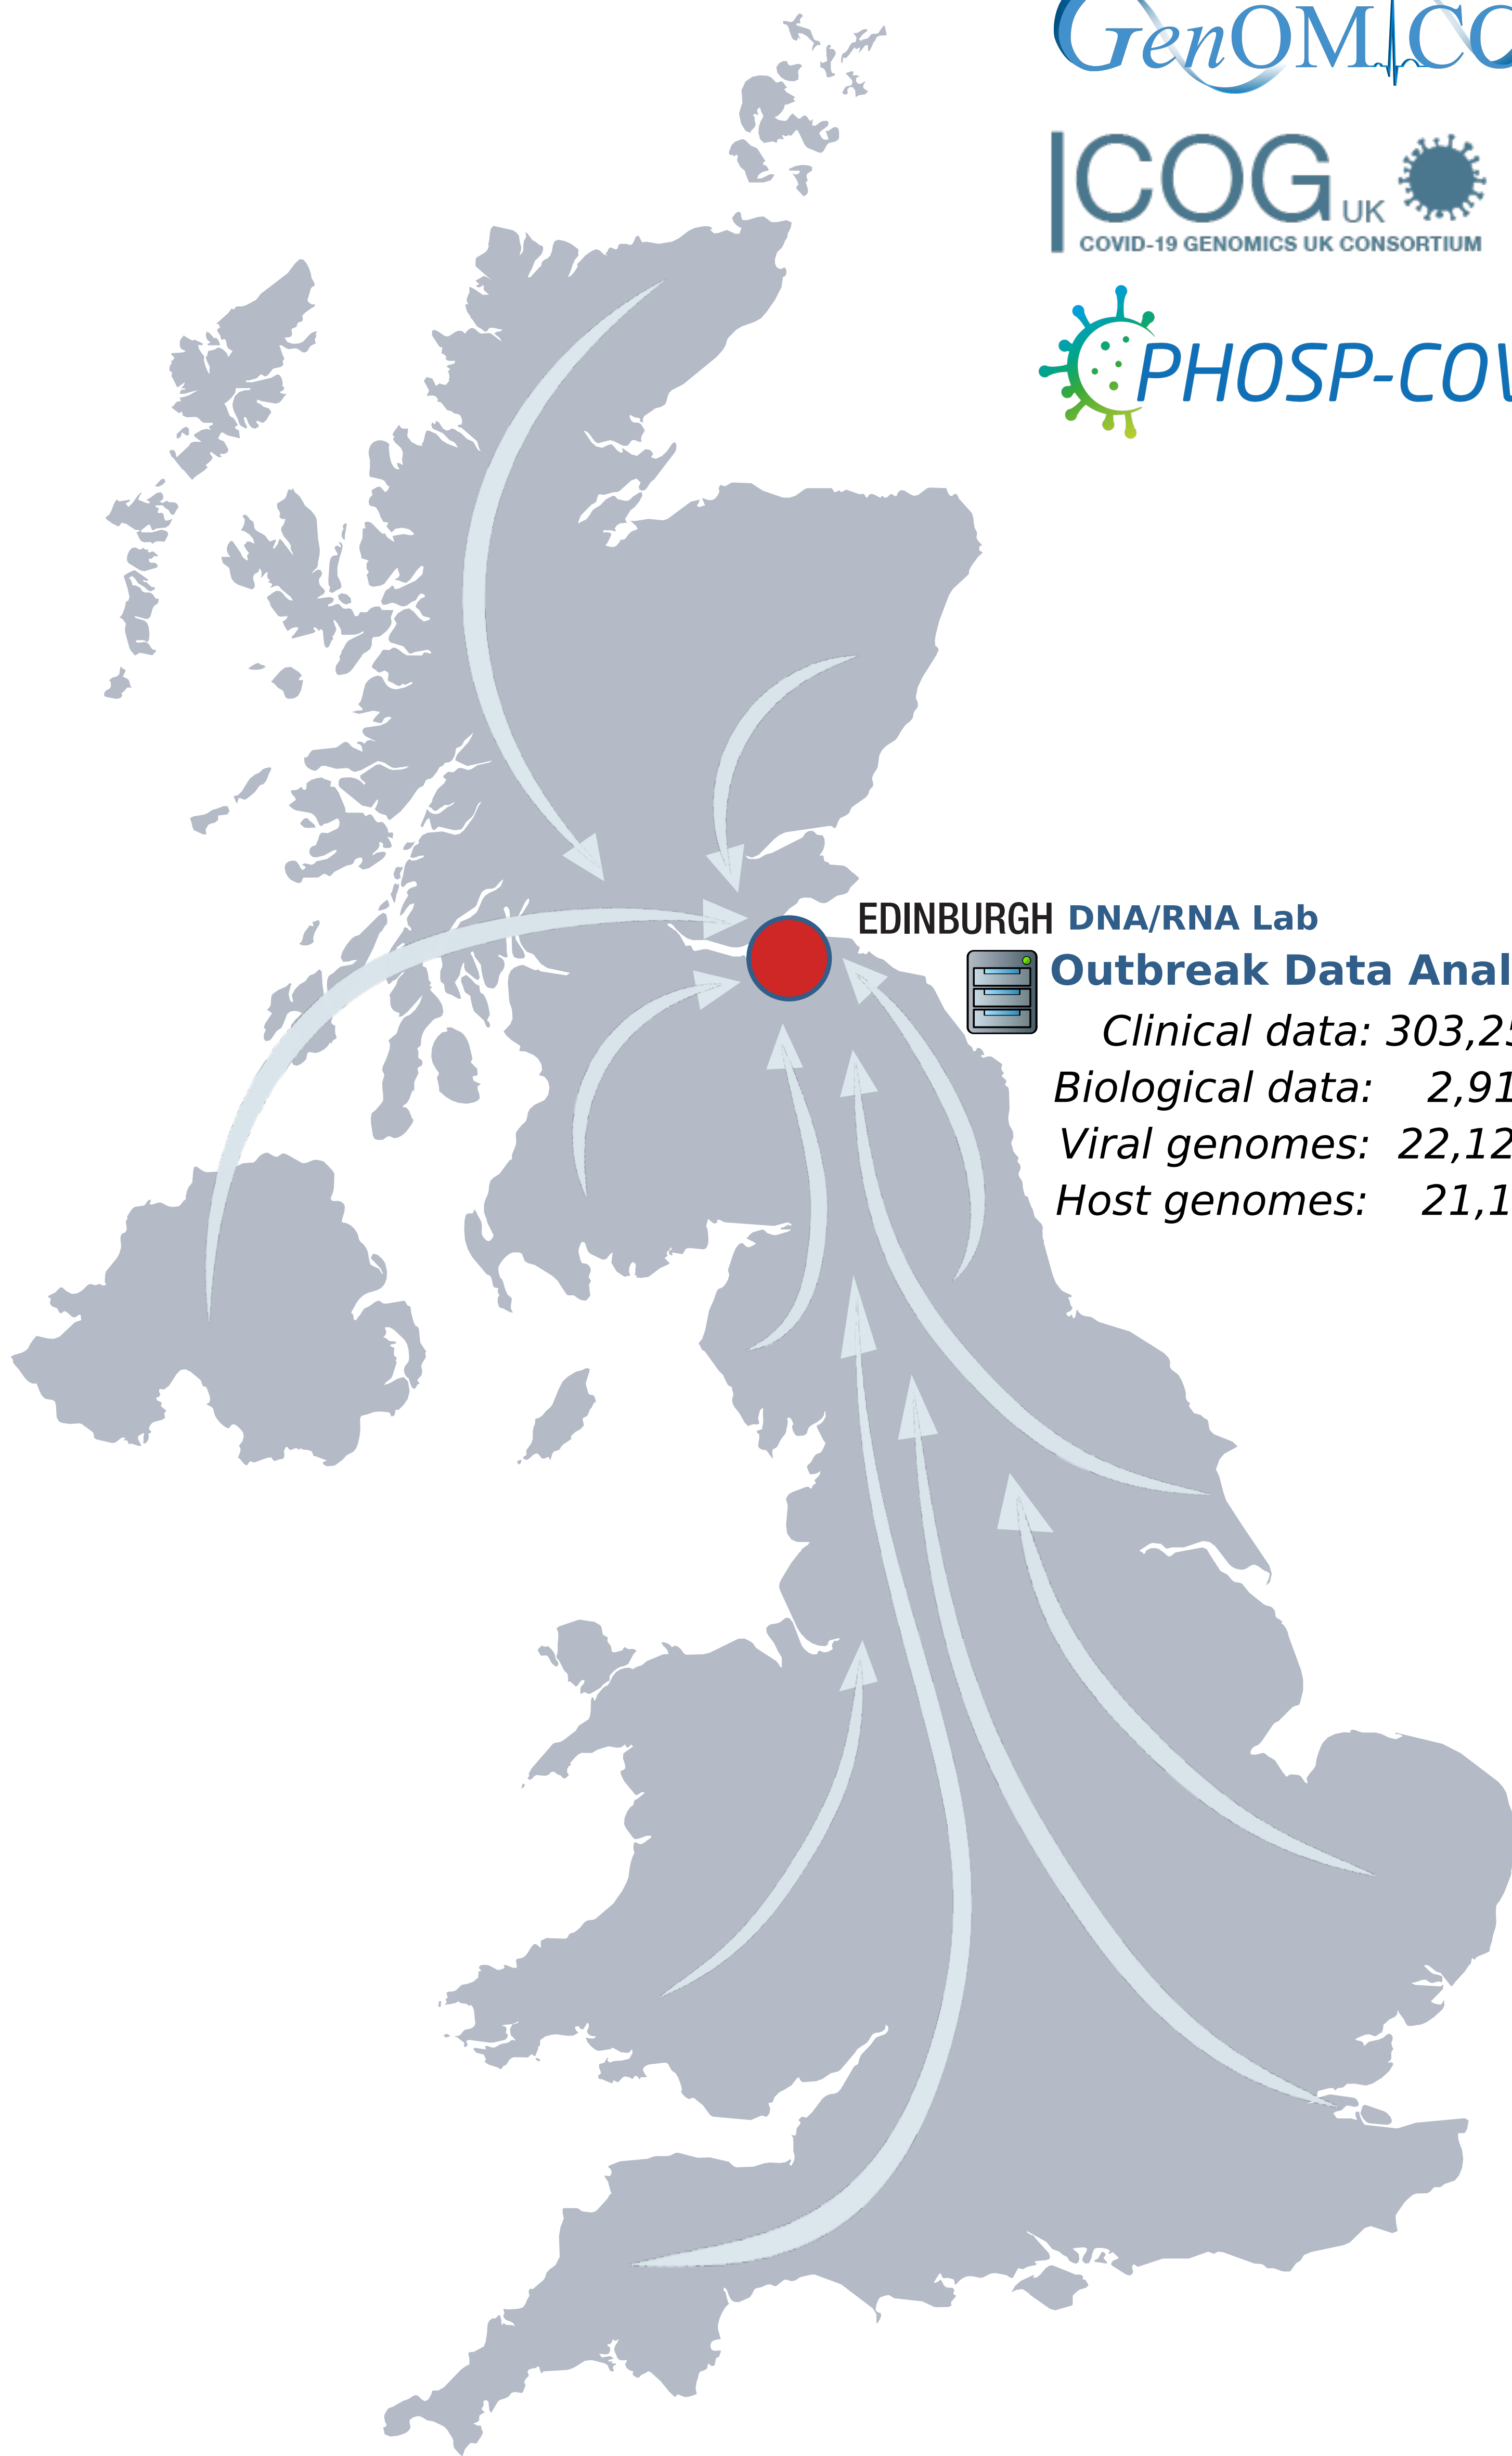 GenOMICC
COG UK
COVID-19 GENOMICS UK CONSORTIUM
PHOSP-COV
EDINBURGH DNA/RNA Lab
Outbreak Data Anal
Clinical data: 303,25
Biological data: 2,91
Viral genomes: 22,12
Host genomes: 21,1